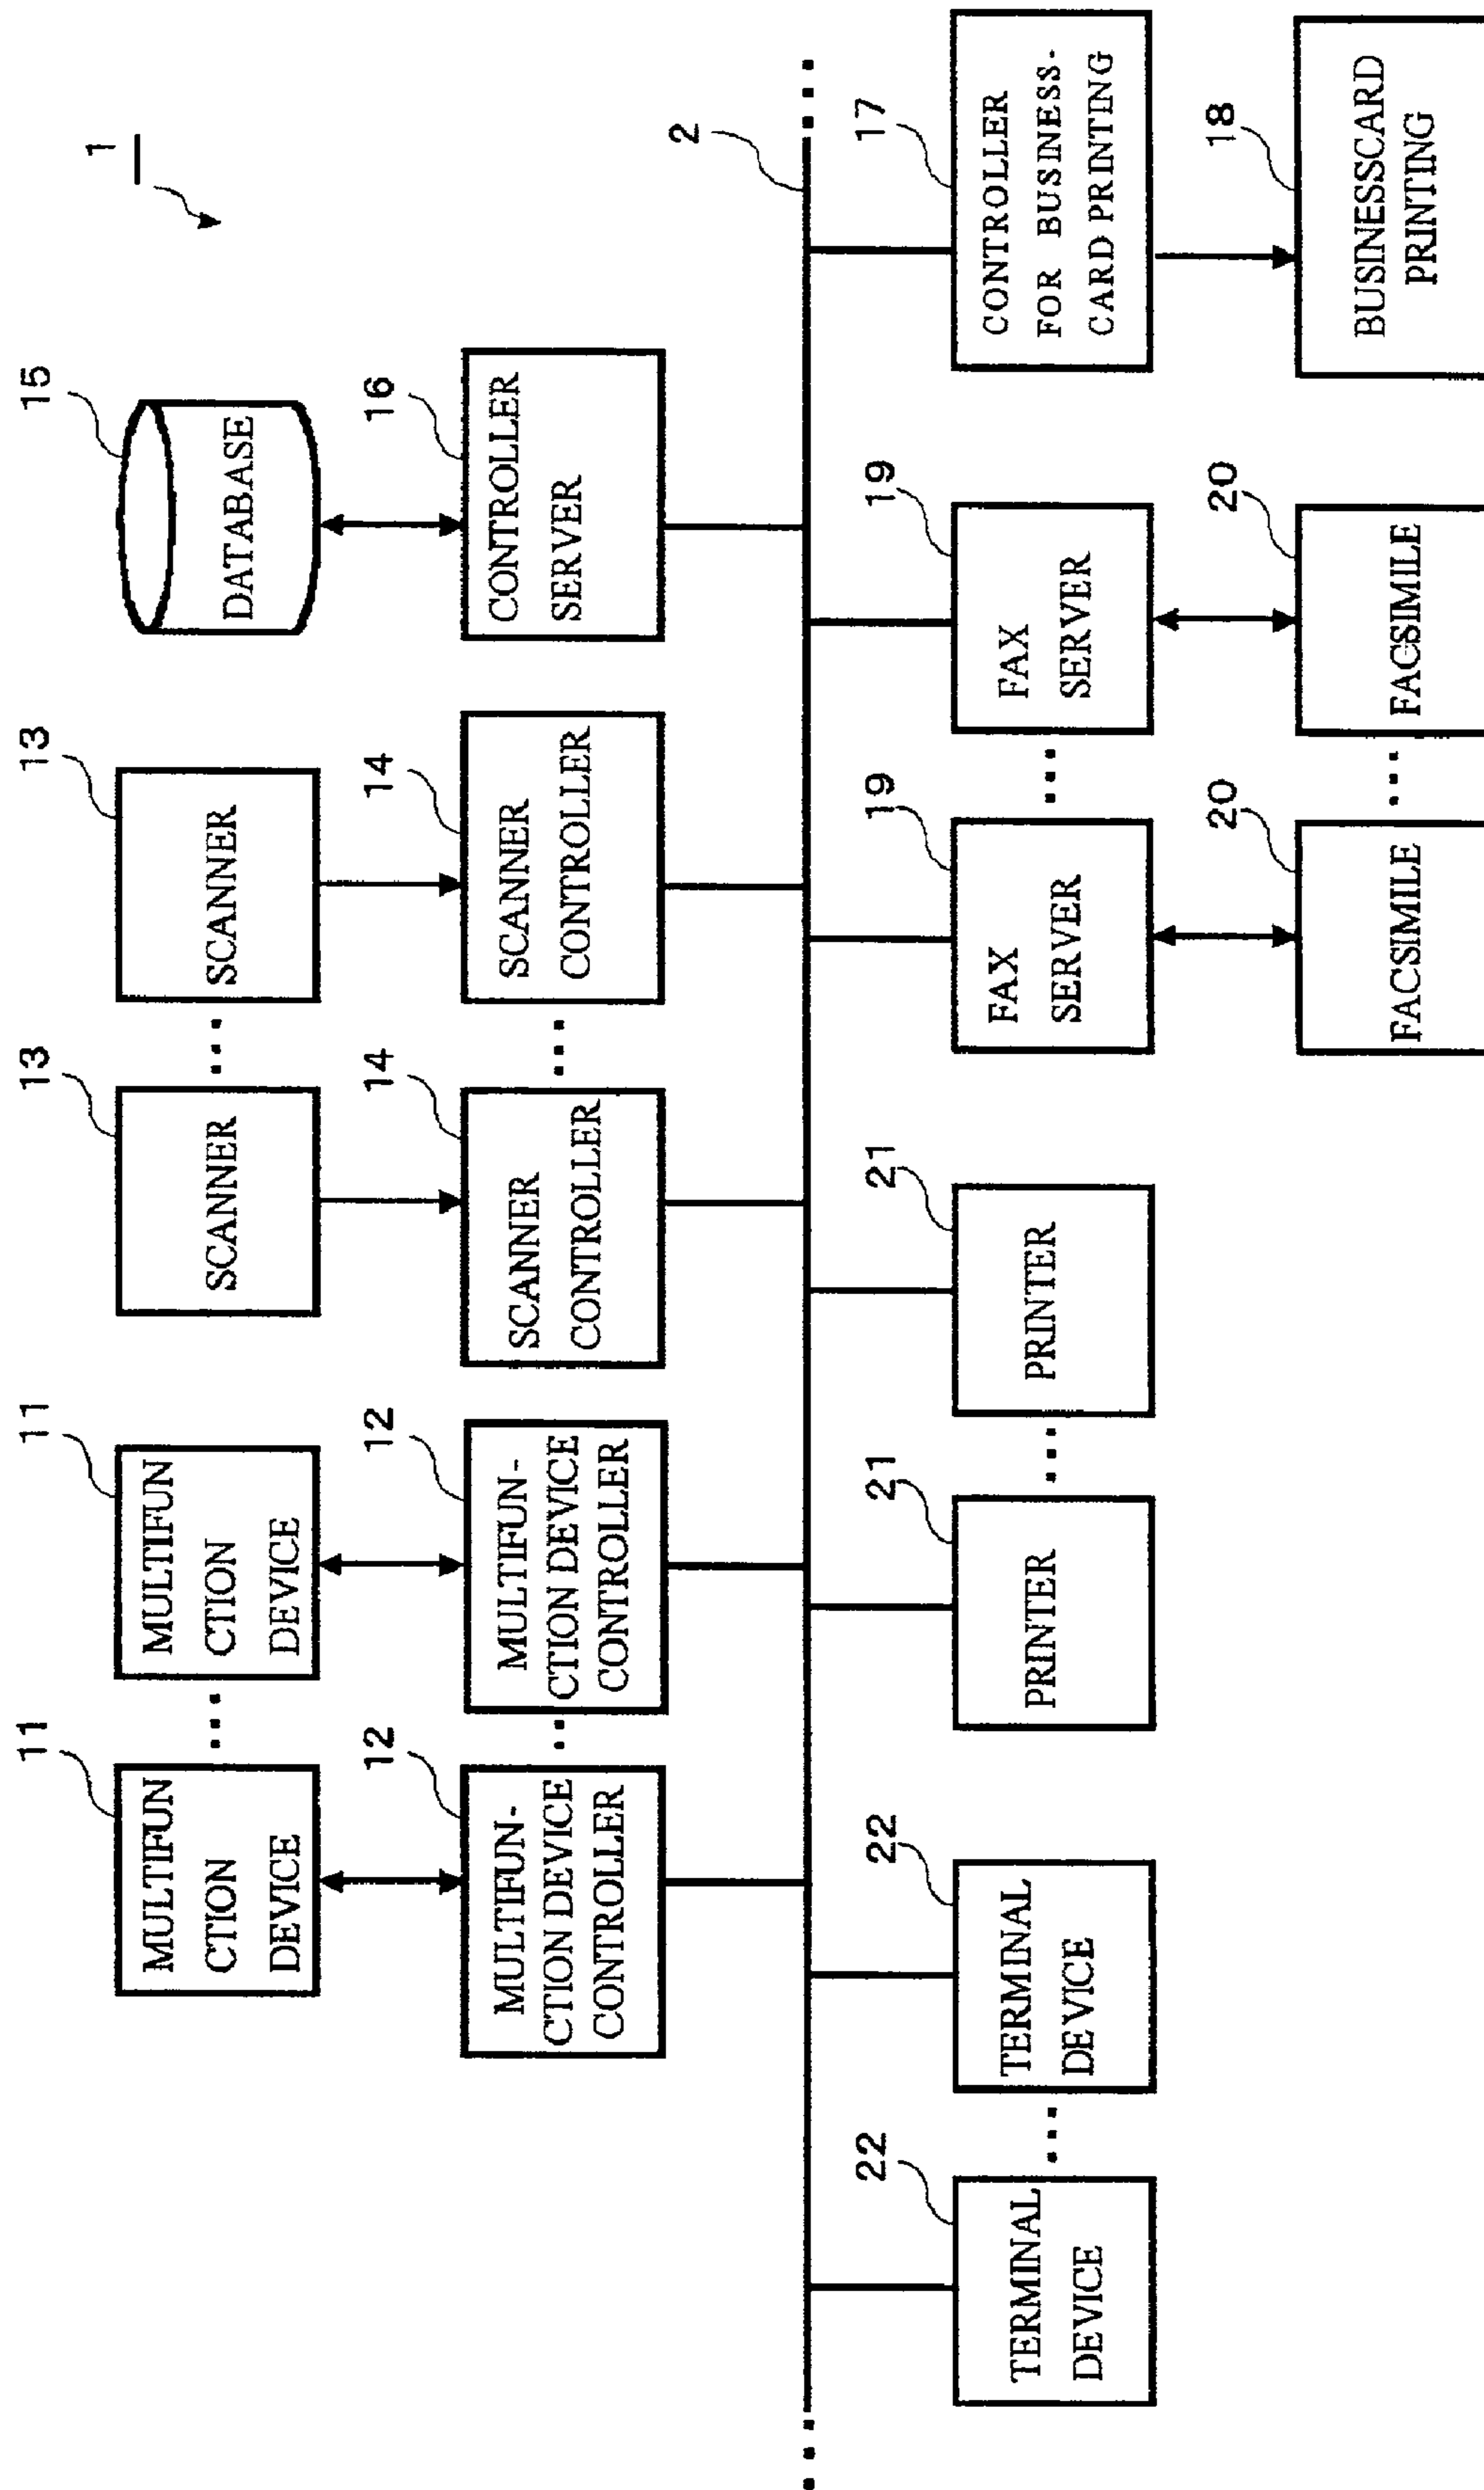 1
11
11
13
13
15
MULTIFUN
CTION
DEVICE
...
MULTIFUN
CTION
DEVICE
SCANNER
...
SCANNER
DATABASE
12
12
14
14
16
MULTIFUN-
CTION DEVICE
CONTROLLER
..
MULTIFUN-
CTION DEVICE
CONTROLLER
SCANNER
CONTROLLER
...
SCANNER
CONTROLLER
CONTROLLER
SERVER
2
22
22
21
21
19
19
17
TERMINAL
DEVICE
...
TERMINAL
DEVICE
PRINTER
...
PRINTER
FAX
SERVER
...
FAX
SERVER
CONTROLLER
FOR BUSINESS-
CARD PRINTING
20
20
18
FACSIMILE
...
FACSIMILE
BUSINESSCARD
PRINTING